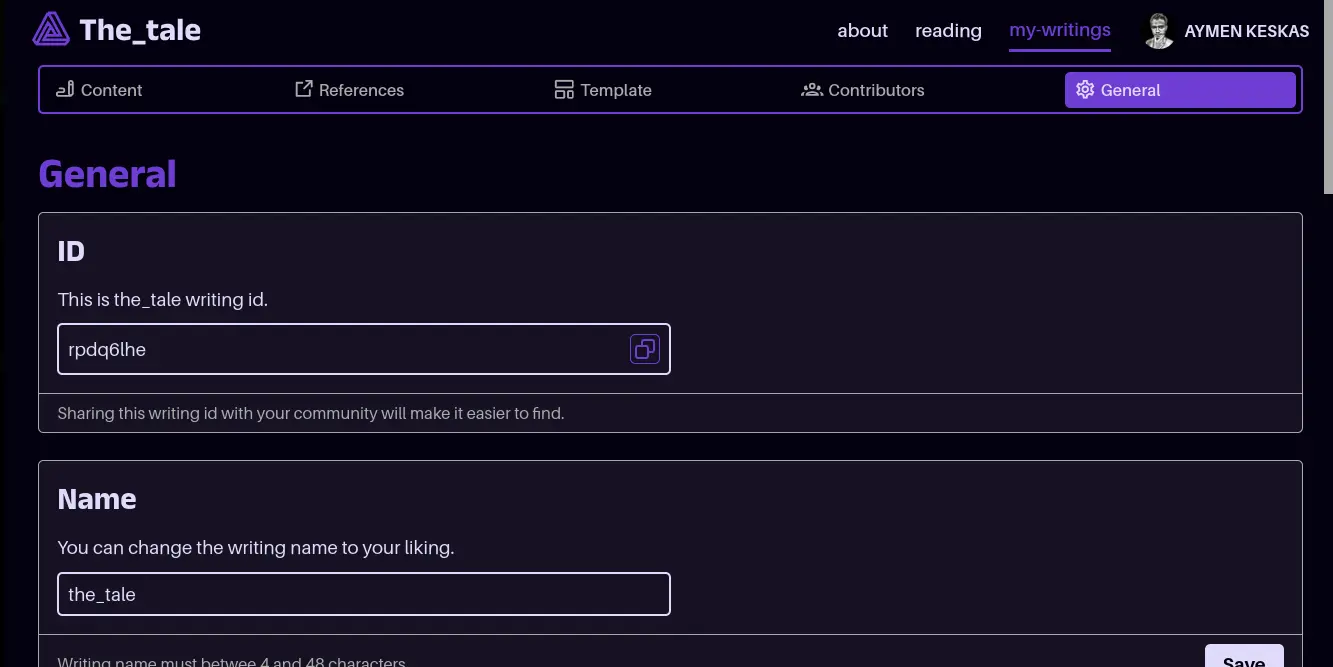 The_tale
about reading my-writings AYMEN KESKAS
Content References Template Contributors General
General
ID
This is the_tale writing id.
rpdq6lhe
Sharing this writing id with your community will make it easier to find.
Name
You can change the writing name to your liking.
the_tale
Writing name must betwee 4 and 48 characters
Save